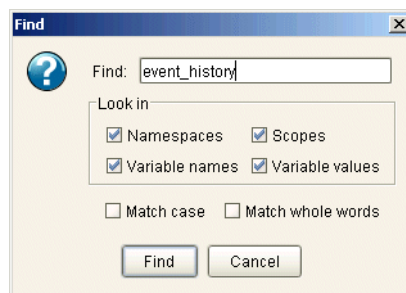 Find
Find: event_history
Look in
Namespaces Scopes
Variable names Variable values
Match case Match whole words
Find Cancel